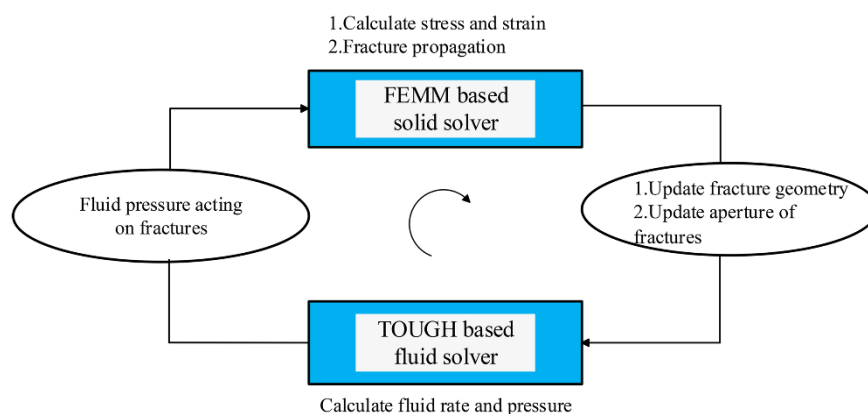 1.Calculate stress and strain
2.Fracture propagation
FEMM based
solid solver
Fluid pressure acting
on fractures
1.Update fracture geometry
2.Update aperture of
fractures
TOUGH based
fluid solver
Calculate fluid rate and pressure